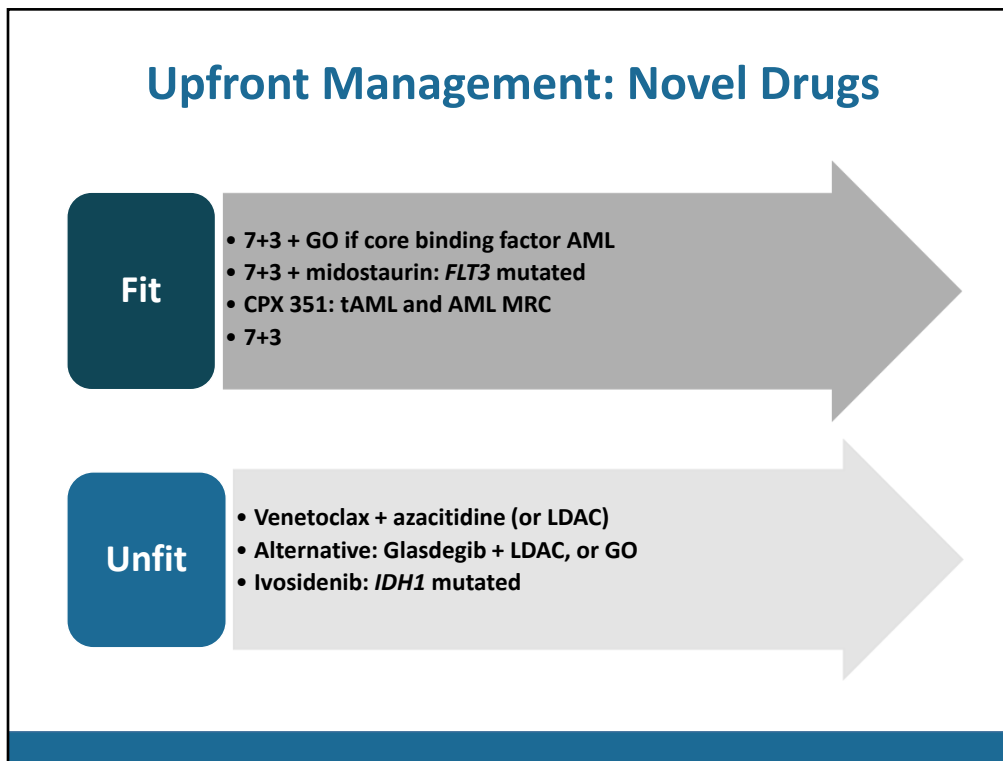 Upfront Management: Novel Drugs
Fit
• 7+3 + GO if core binding factor AML
• 7+3 + midostaurin: FLT3 mutated
• CPX 351: tAML and AML MRC
• 7+3
Unfit
• Venetoclax + azacitidine (or LDAC)
• Alternative: Glasdegib + LDAC, or GO
• Ivosidenib: IDH1 mutated